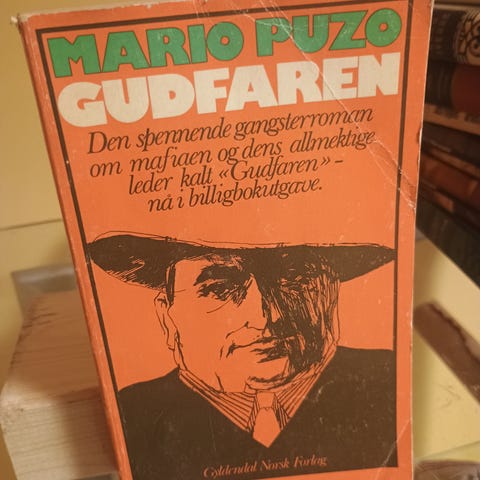 MARIO PUZO
GUDFAREN
Den spennende gangsterroman
om mafiaen og dens allmektige
leder kalt «Gudfaren» –
nå i billigbokutgave.
Gyldendal Norsk Forlag